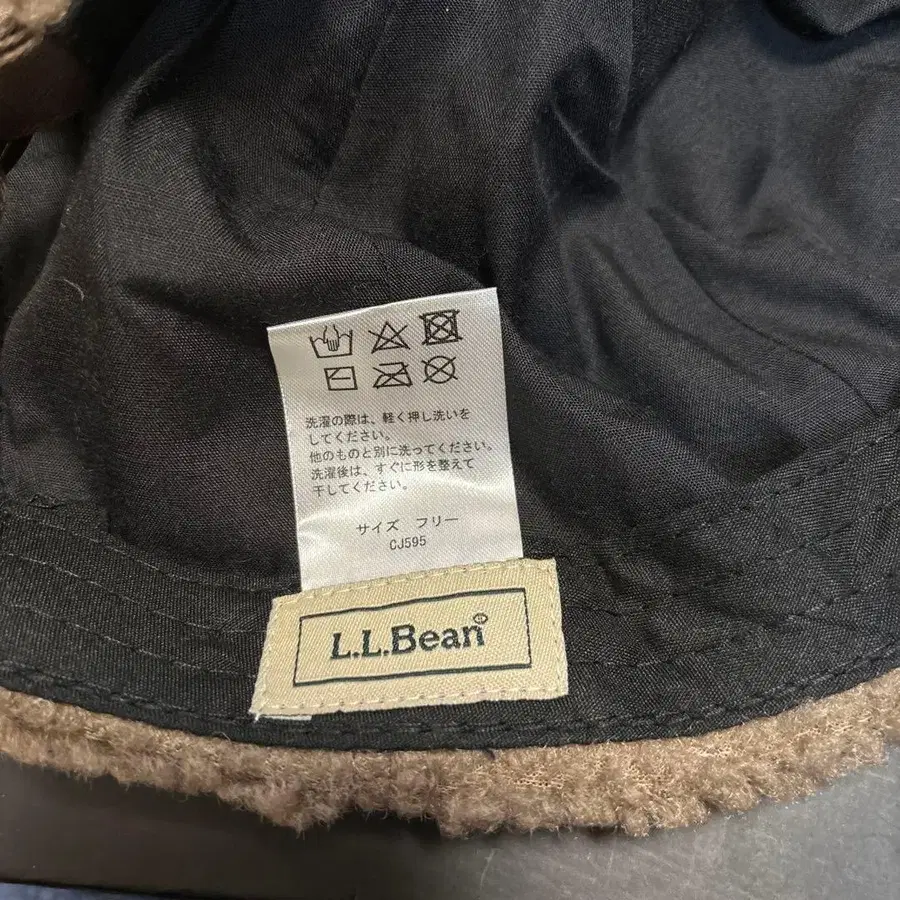 洗濯の際は、軽く押し洗いを
してください。
他のものと別に洗ってください。
洗濯後は、すぐに形を整えて
干してください。
サイズ フリー
CJ595
L.L.Bean®